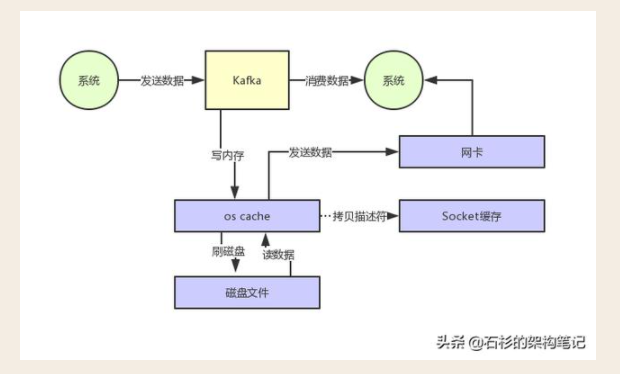 系统
发送数据
Kafka
消费数据
系统
写内存
发送数据
网卡
os cache
拷贝描述符
Socket缓存
刷磁盘
读数据
磁盘文件
头条 @石杉的架构笔记